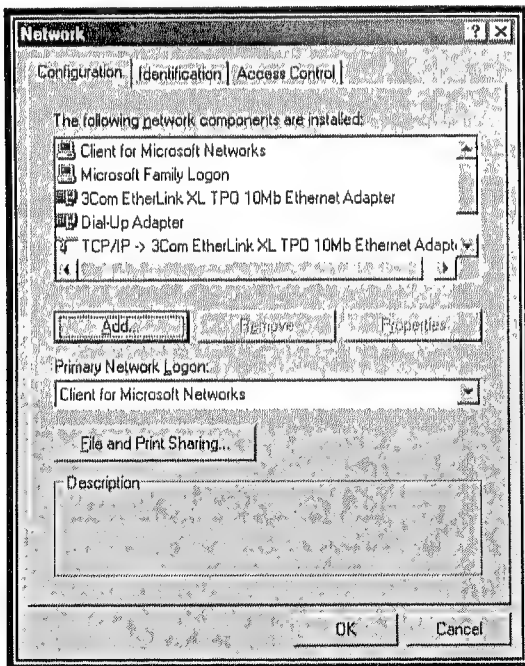 Network
Configuration Identification Access Control
The following network components are installed:
Client for Microsoft Networks
Microsoft Family Logon
3Com EtherLink XL TPO 10Mb Ethernet Adapter
Dial-Up Adapter
TCP/IP -> 3Com EtherLink XL TPO 10Mb Ethernet Adapt
Add... Remove Properties
Primary Network Logon:
Client for Microsoft Networks
File and Print Sharing...
Description
OK Cancel